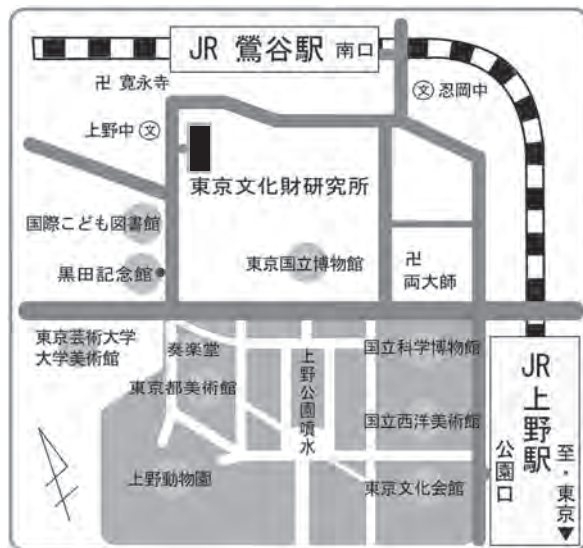 JR 鶯谷駅 南口
卍 寛永寺
文 忍岡中
上野中 文
東京文化財研究所
国際こども図書館
黒田記念館
東京国立博物館
卍
両大師
東京芸術大学
大学美術館
奏楽堂
東京都美術館
上野公園噴水
国立科学博物館
国立西洋美術館
上野動物園
東京文化会館
JR上野駅
公園口
至・東京▼